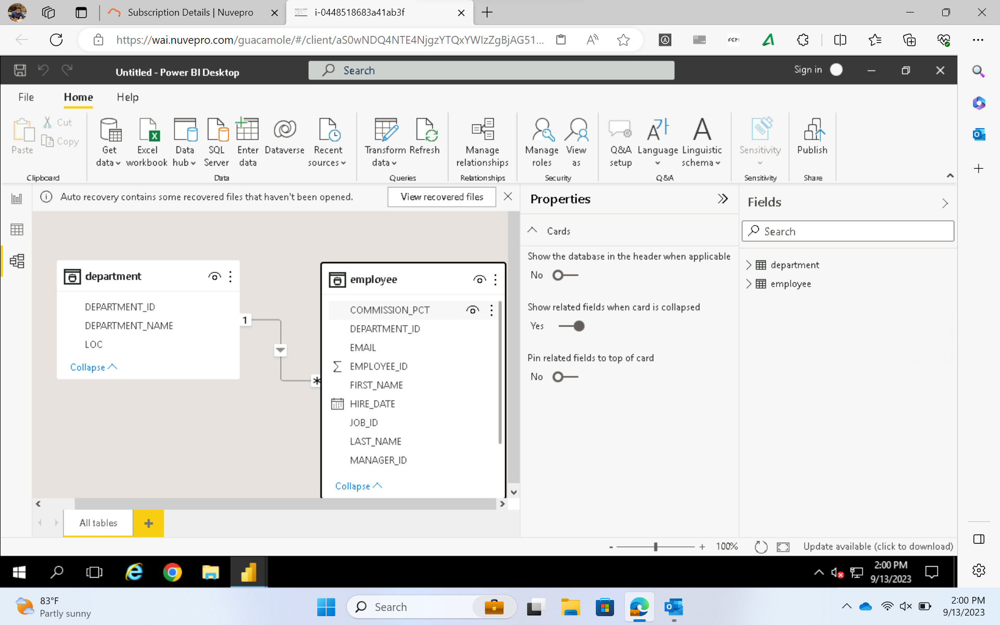 Subscription Details | Nuvepro
i-0448518683a41ab3f
https://wai.nuvepro.com/guacamole/#/client/aS0wNDQ4NTE4NjgzYTQxYWIzZgBjAG51...
FCM
Untitled - Power BI Desktop
Search
Sign in
File
Home
Help
Paste
Cut
Copy
Clipboard
Get data
Excel workbook
Data hub
SQL Server
Enter data
Dataverse
Recent sources
Data
Transform data
Refresh
Queries
Manage relationships
Relationships
Manage roles
View as
Security
Q&A setup
Language
Linguistic schema
Q&A
Sensitivity
Sensitivity
Publish
Share
Auto recovery contains some recovered files that haven't been opened.
View recovered files
department
DEPARTMENT_ID
DEPARTMENT_NAME
LOC
Collapse
1
*
employee
COMMISSION_PCT
DEPARTMENT_ID
EMAIL
EMPLOYEE_ID
FIRST_NAME
HIRE_DATE
JOB_ID
LAST_NAME
MANAGER_ID
Collapse
Properties
Cards
Show the database in the header when applicable
No
Show related fields when card is collapsed
Yes
Pin related fields to top of card
No
Fields
Search
department
employee
All tables
- + 100%
Update available (click to download)
2:00 PM
9/13/2023
83°F
Partly sunny
Search
2:00 PM
9/13/2023